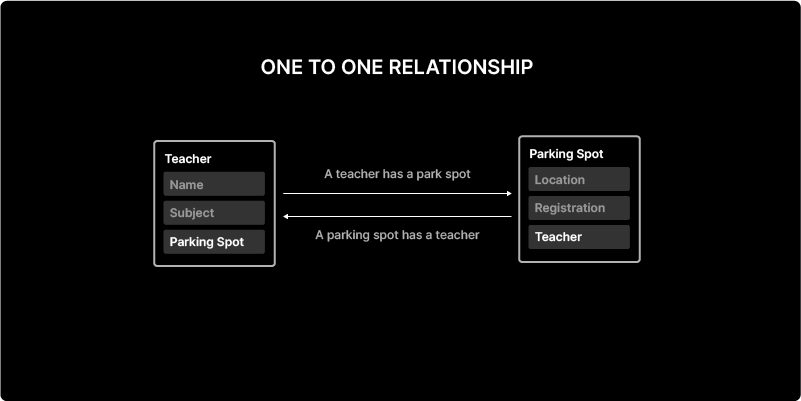 ONE TO ONE RELATIONSHIP
Teacher
Name
Subject
Parking Spot
A teacher has a park spot
A parking spot has a teacher
Parking Spot
Location
Registration
Teacher